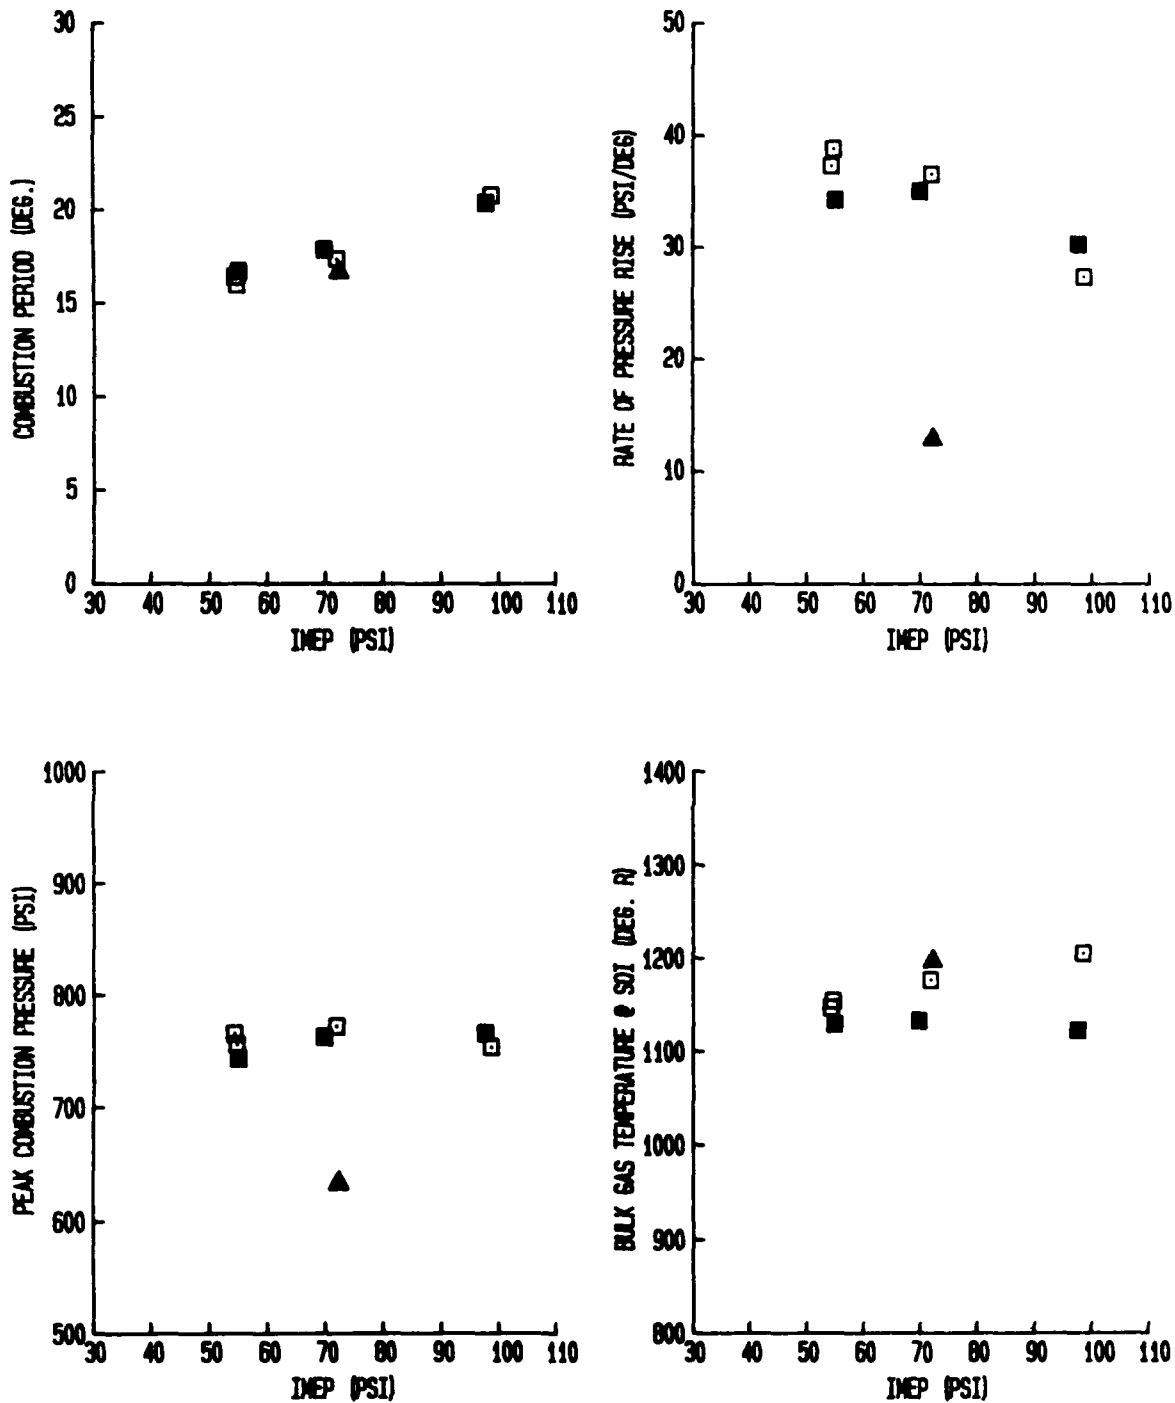 30
25
20
15
10
5
0
COMBUSTION PERIOD (DEG.)
30 40 50 60 70 80 90 100 110
IMEP (PSI)
50
40
30
20
10
0
RATE OF PRESSURE RISE (PSI/DEG)
30 40 50 60 70 80 90 100 110
IMEP (PSI)
1000
900
800
700
600
500
PEAK COMBUSTION PRESSURE (PSI)
30 40 50 60 70 80 90 100 110
IMEP (PSI)
1400
1300
1200
1100
1000
900
800
BULK GAS TEMPERATURE @ SOI (DEG. R)
30 40 50 60 70 80 90 100 110
IMEP (PSI)